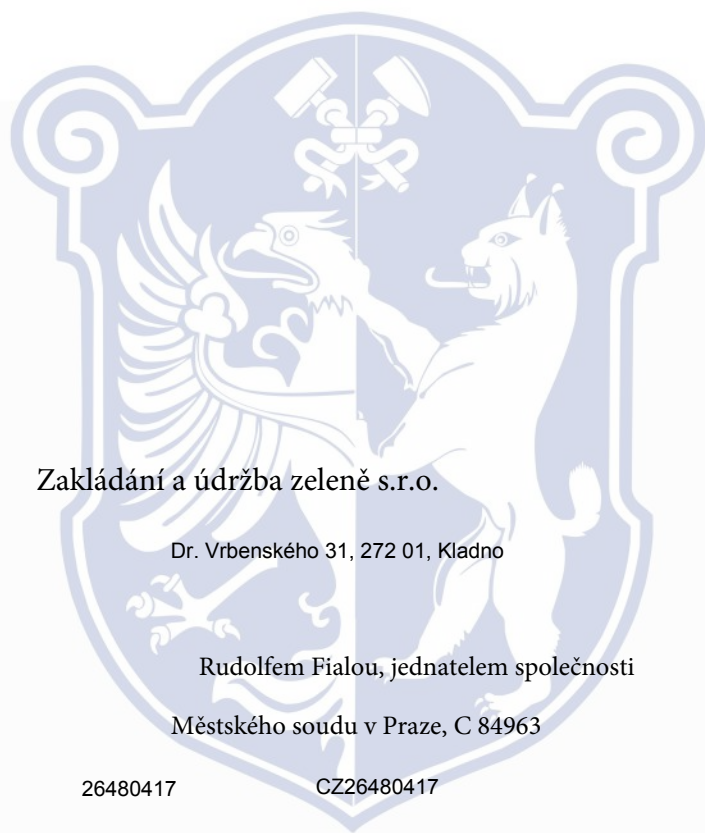 Zakládání a údržba zeleně s.r.o.
Dr. Vrbenského 31, 272 01, Kladno
Rudolfem Fialou, jednatelem společnosti
Městského soudu v Praze, C 84963
26480417 CZ26480417